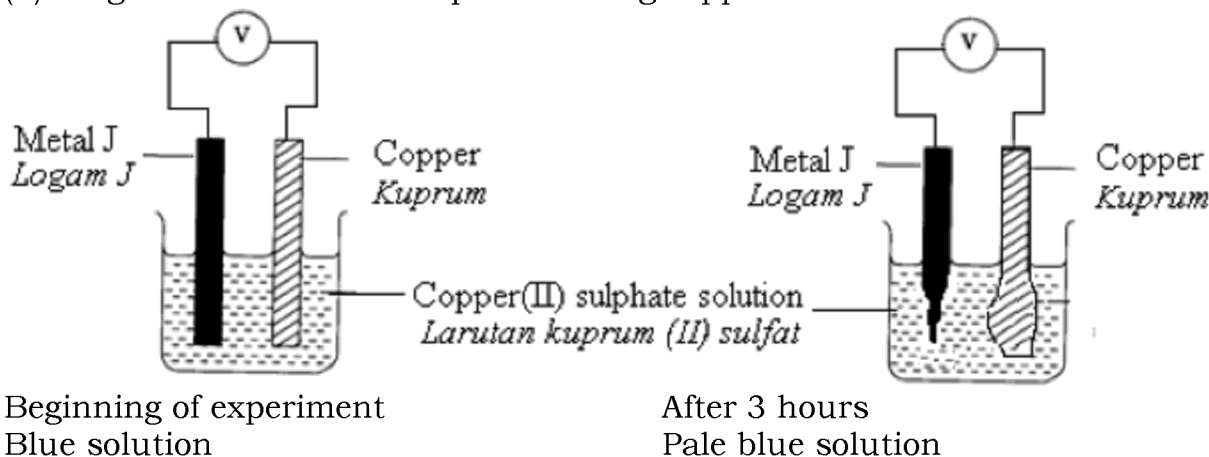 V
V
Metal J
Logam J
Copper
Kuprum
Metal J
Logam J
Copper
Kuprum
Copper(II) sulphate solution
Larutan kuprum (II) sulfat
Beginning of experiment
Blue solution
After 3 hours
Pale blue solution